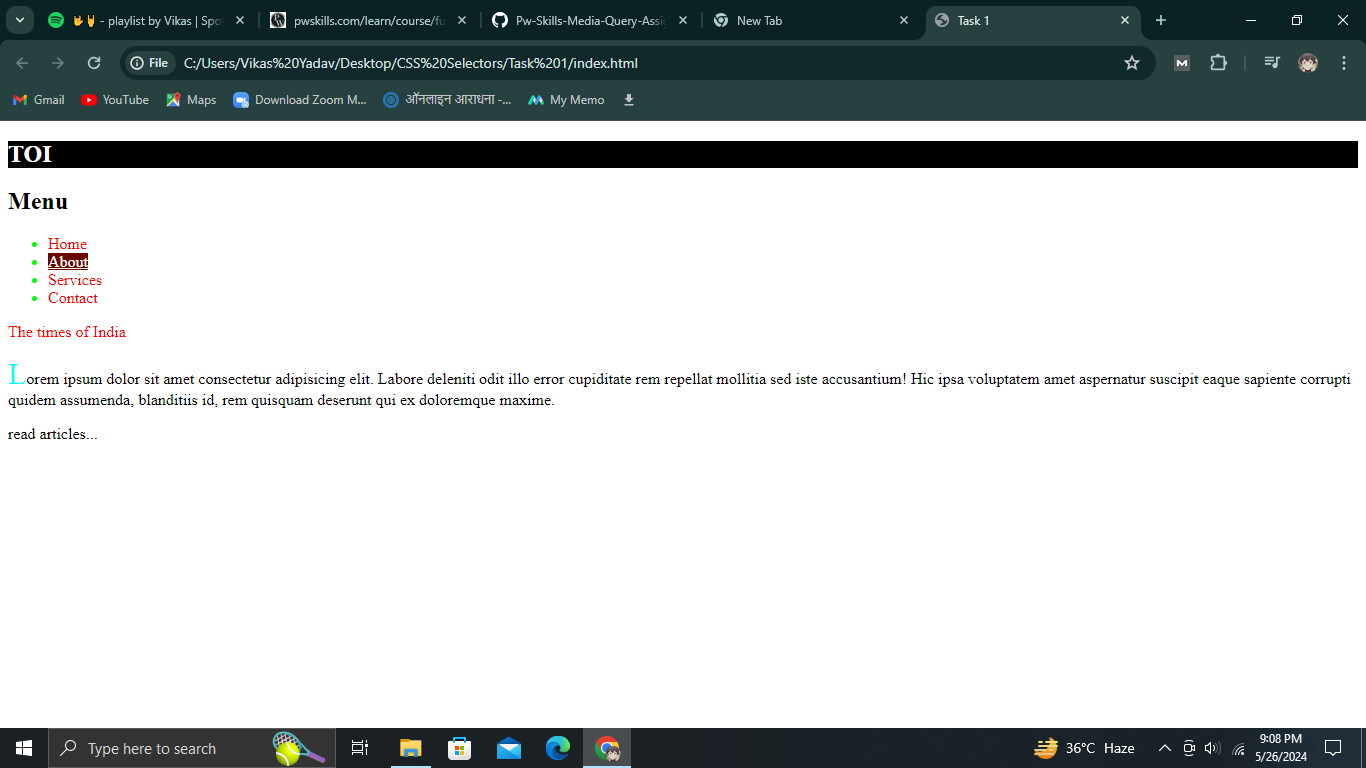 🤟🤘 - playlist by Vikas | Spo
pwskills.com/learn/course/fu
Pw-Skills-Media-Query-Assi
New Tab
Task 1
File C:/Users/Vikas%20Yadav/Desktop/CSS%20Selectors/Task%201/index.html
Gmail YouTube Maps Download Zoom M... ऑनलाइन आराधना -... My Memo
TOI
Menu
Home
About
Services
Contact
The times of India
Lorem ipsum dolor sit amet consectetur adipisicing elit. Labore deleniti odit illo error cupiditate rem repellat mollitia sed iste accusantium! Hic ipsa voluptatem amet aspernatur suscipit eaque sapiente corrupti
quidem assumenda, blanditiis id, rem quisquam deserunt qui ex doloremque maxime.
read articles...
Type here to search
36°C Haze
9:08 PM
5/26/2024